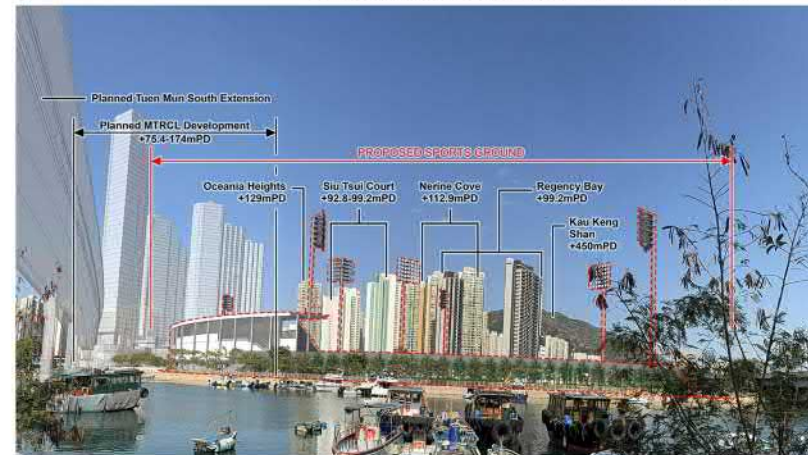 Planned Tuen Mun South Extension
Planned MTRCL Development
+75.4-174mPD
PROPOSED SPORTS GROUND
Oceania Heights
+129mPD
Siu Tsui Court
+92.8-99.2mPD
Nerine Cove
+112.9mPD
Regency Bay
+99.2mPD
Kau Keng
Shan
+450mPD